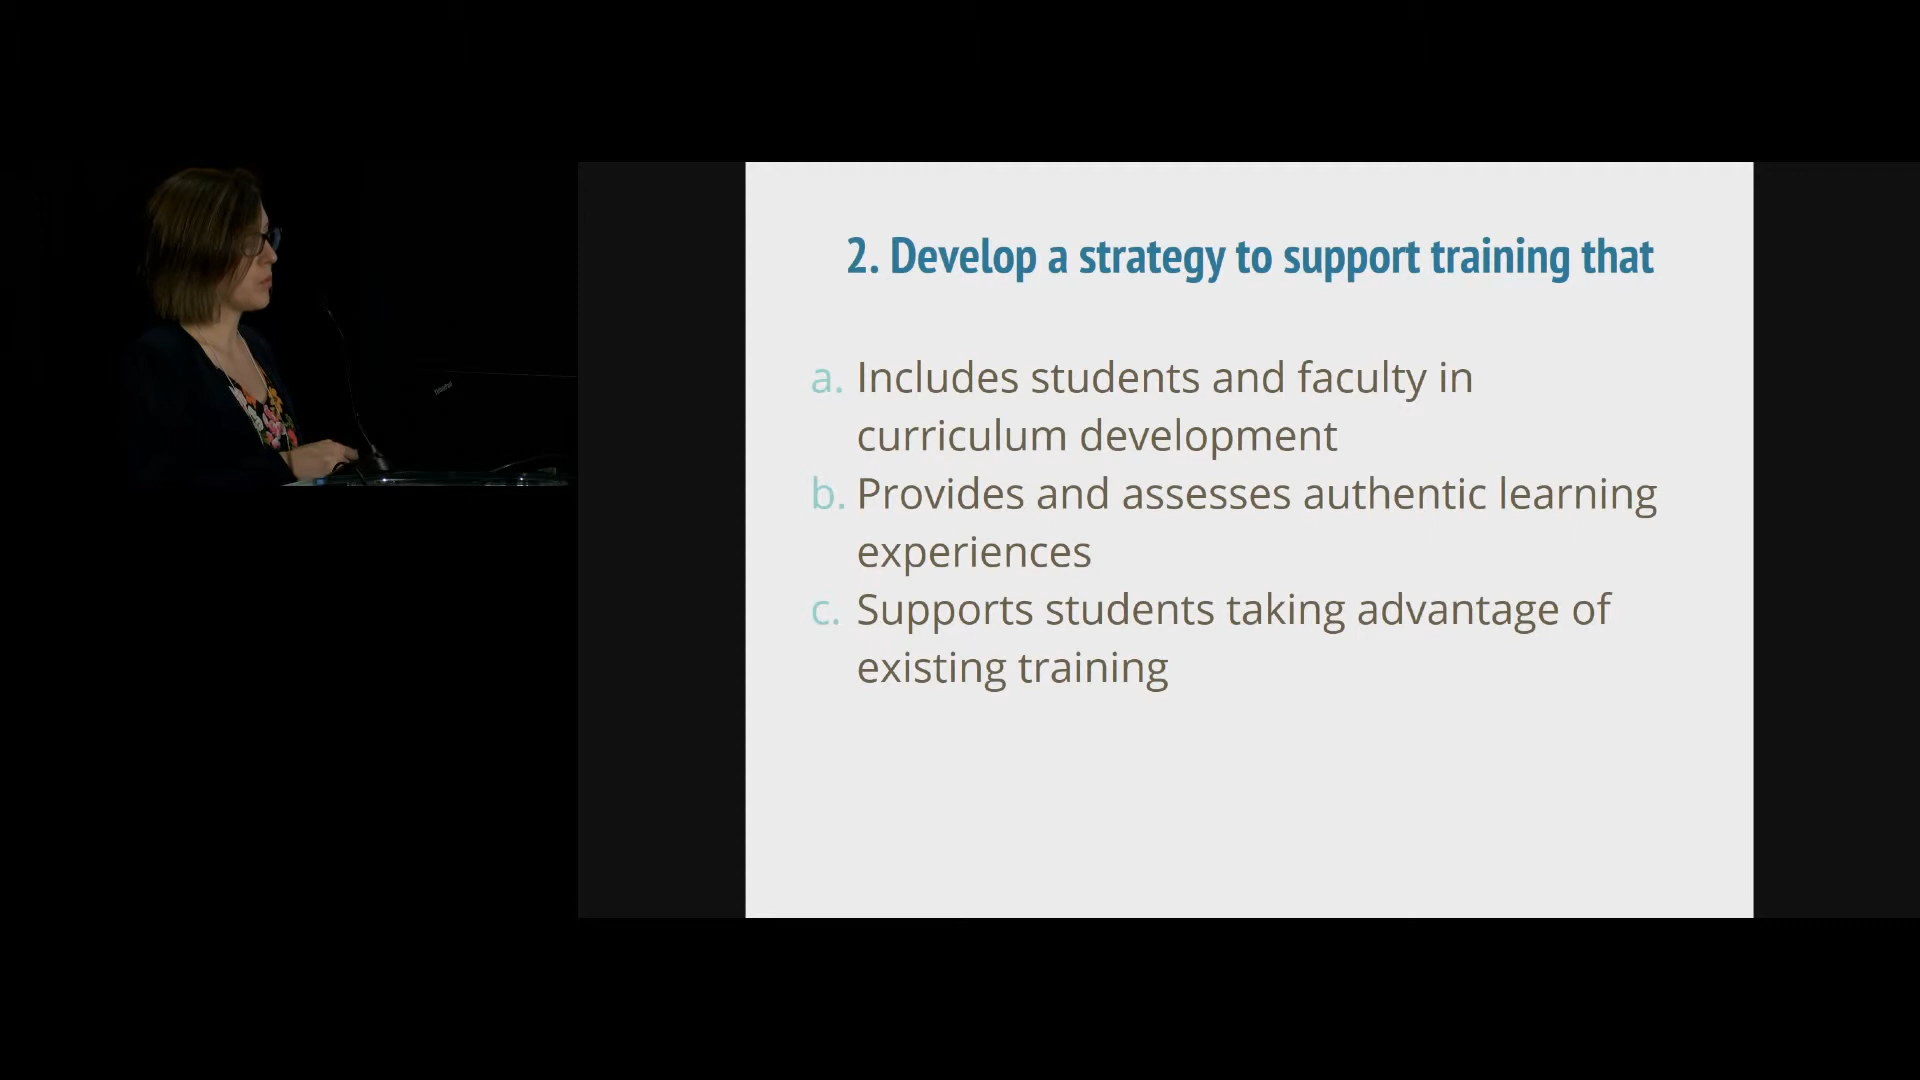 2. Develop a strategy to support training that
a. Includes students and faculty in
curriculum development
b. Provides and assesses authentic learning
experiences
c. Supports students taking advantage of
existing training